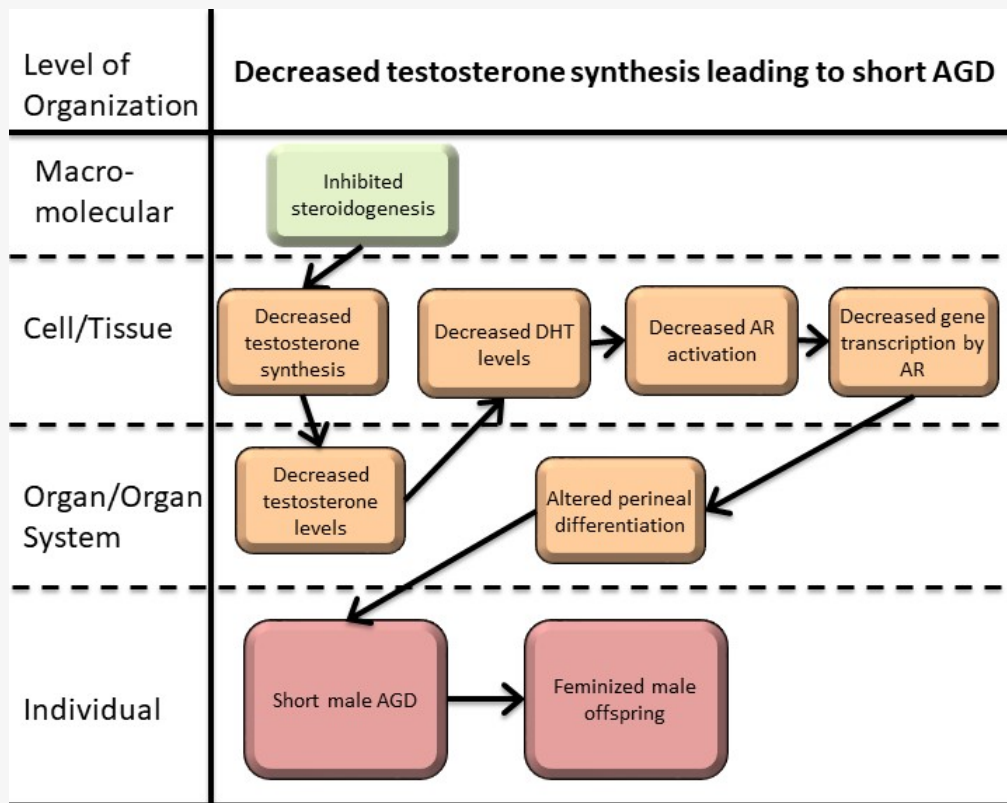 Level of
Organization
Decreased testosterone synthesis leading to short AGD
Macro-
molecular
Inhibited
steroidogenesis
Cell/Tissue
Decreased
testosterone
synthesis
Decreased DHT
levels
Decreased AR
activation
Decreased gene
transcription by
AR
Organ/Organ
System
Decreased
testosterone
levels
Altered perineal
differentiation
Individual
Short male AGD
Feminized male
offspring